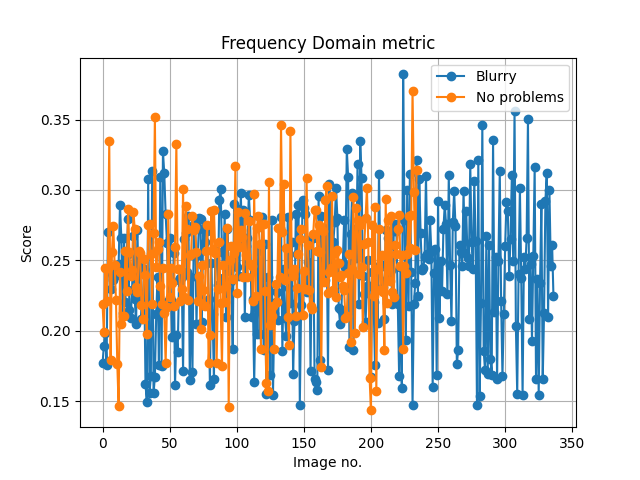 Frequency Domain metric
Blurry
No problems
0.35
0.30
0.25
0.20
0.15
Score
0 50 100 150 200 250 300 350
Image no.